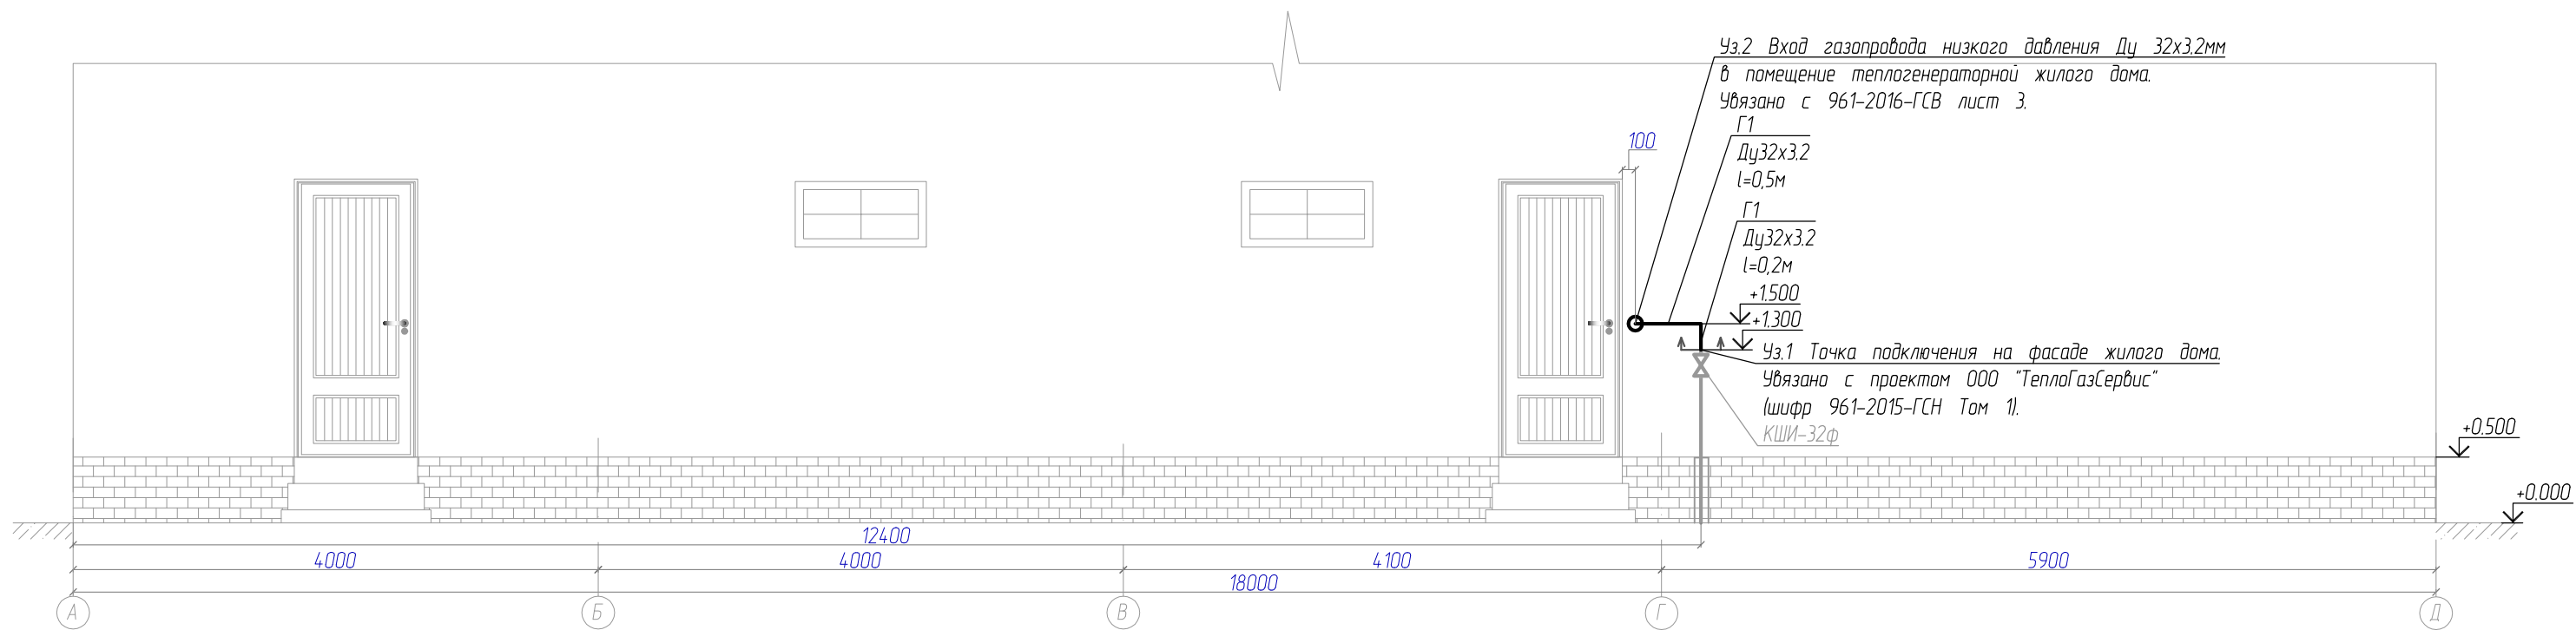 Уз.2 Вход газопровода низкого давления Ду 32х3.2мм
в помещение теплогенераторной жилого дома.
Увязано с 961-2016-ГСВ лист 3.
Г1
Ду32х3.2
l=0,5м
100
Г1
Ду32х3.2
l=0,2м
+1.500
+1.300
Уз.1 Точка подключения на фасаде жилого дома.
Увязано с проектом ООО "ТеплоГазСервис"
(шифр 961-2015-ГСН Том 1).
КШИ-32ф
+0.500
+0.000
12400
4000
4000
4100
5900
18000
А
Б
В
Г
Д